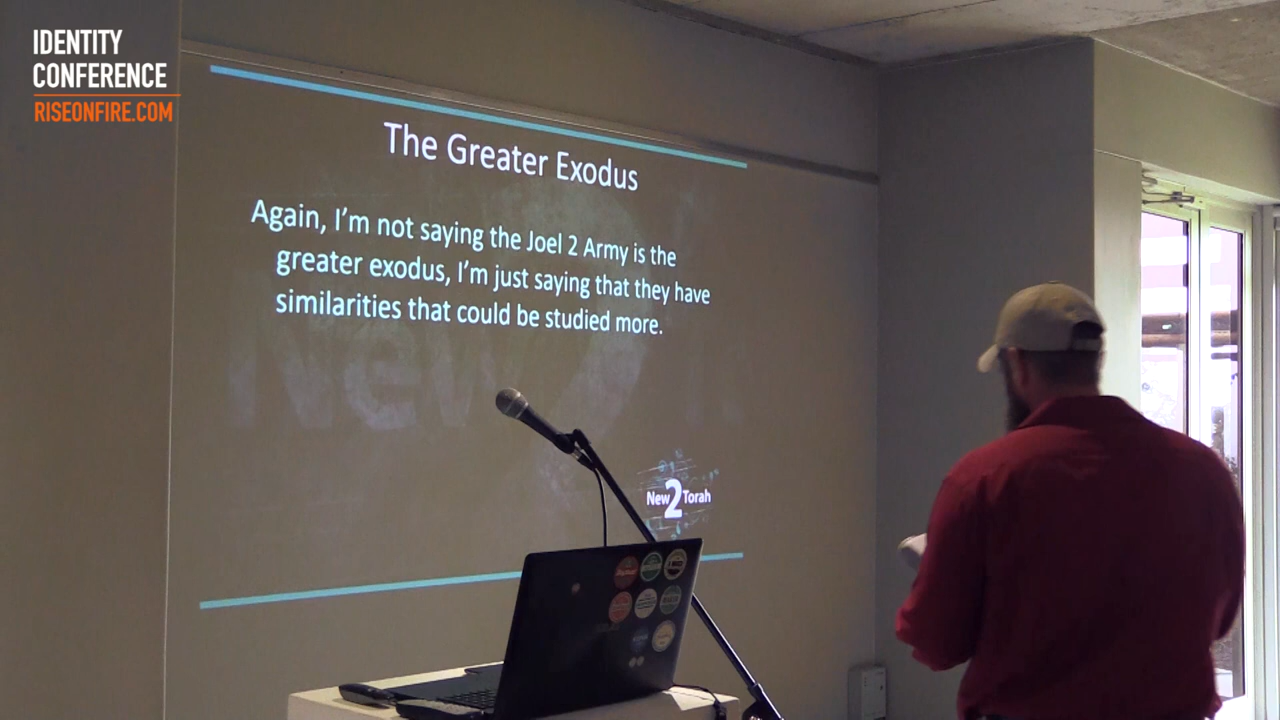 IDENTITY
CONFERENCE
RISEONFIRE.COM
The Greater Exodus
Again, I'm not saying the Joel 2 Army is the
greater exodus, I'm just saying that they have
similarities that could be studied more.
New 2 Torah